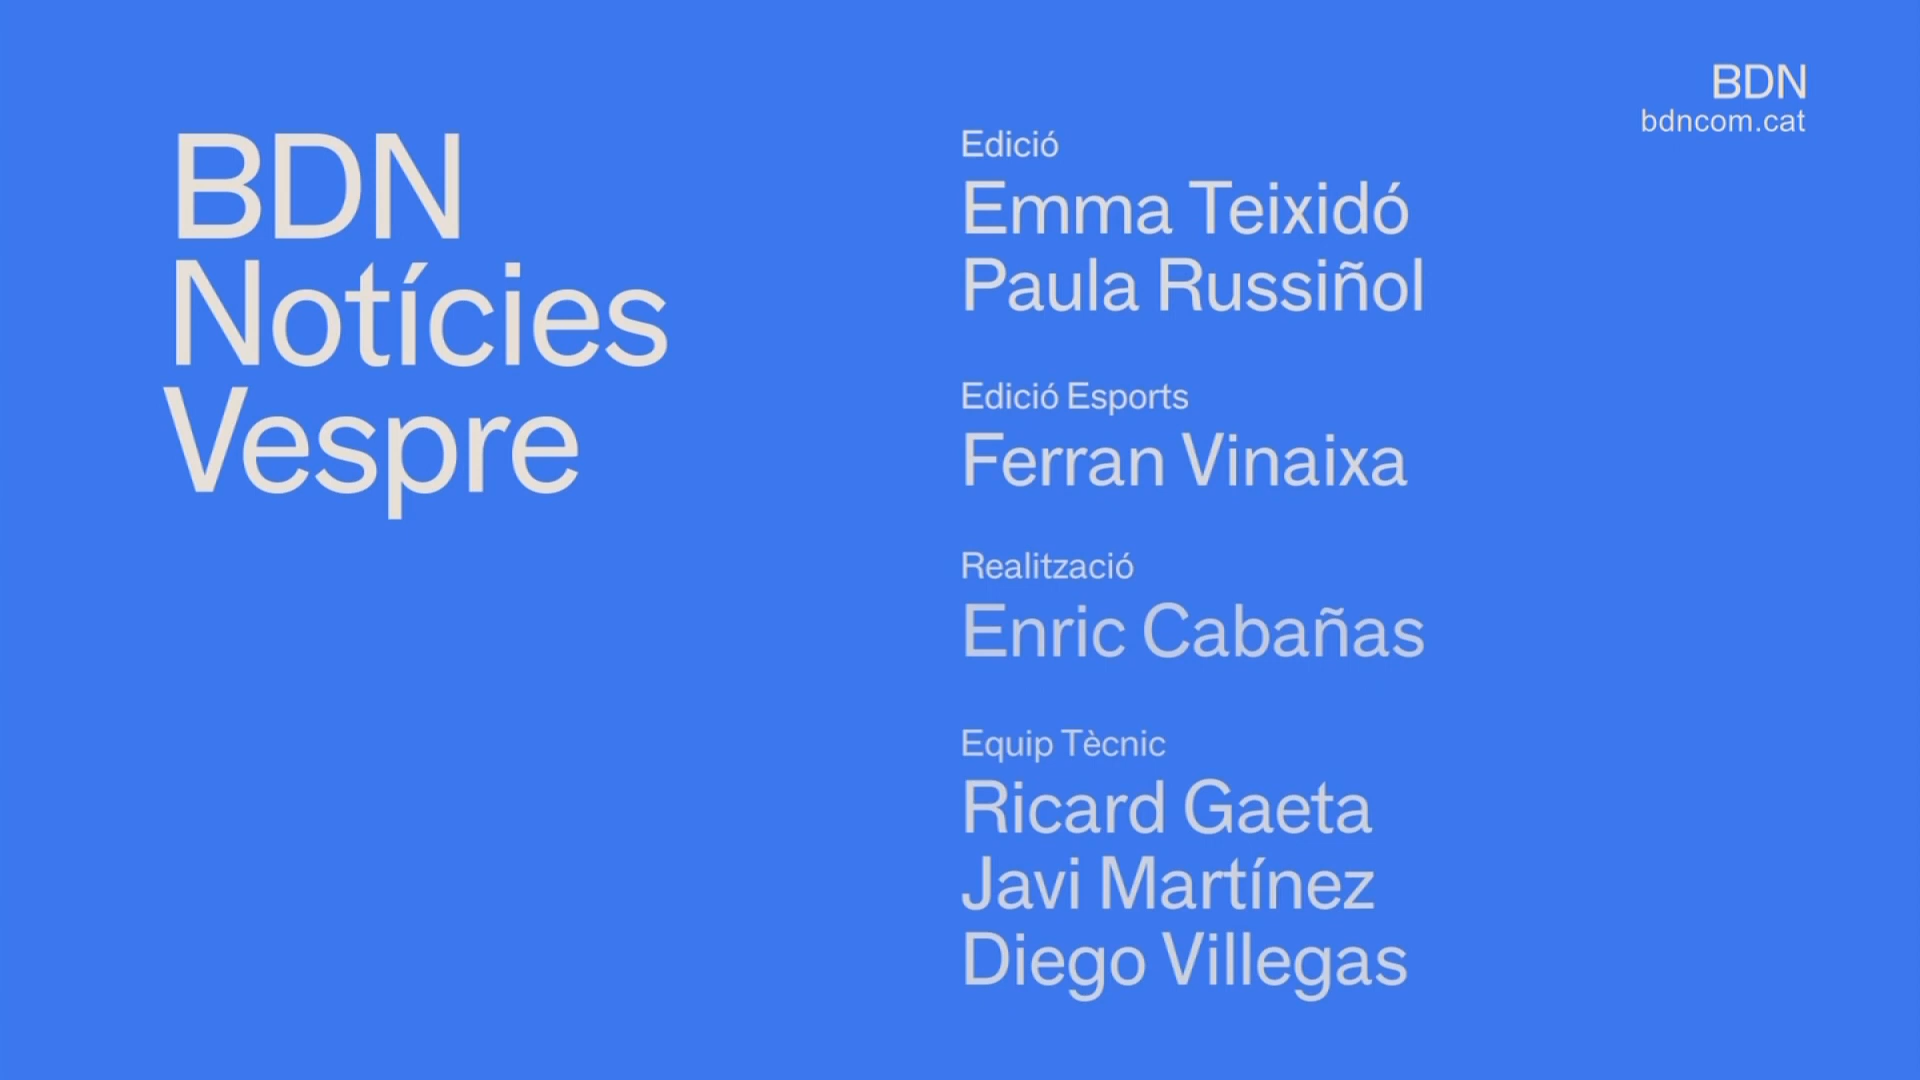 BDN
Notícies
Vespre
Edició
Emma Teixidó
Paula Russiñol
Edició Esports
Ferran Vinaixa
Realització
Enric Cabañas
Equip Tècnic
Ricard Gaeta
Javi Martínez
Diego Villegas
BDN
bdncom.cat